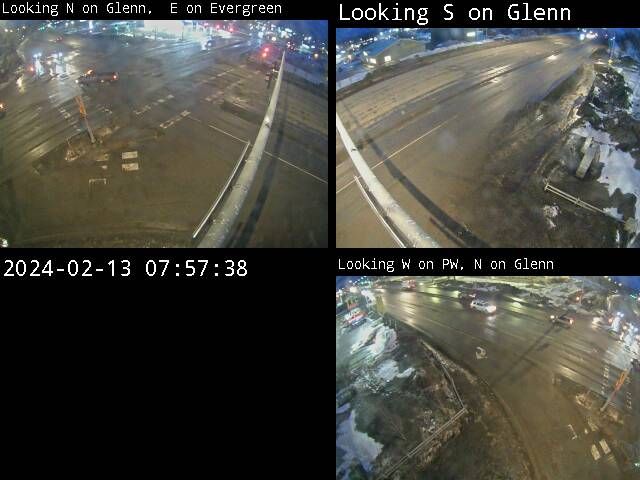 Looking N on Glenn,  E on Evergreen
Looking S on Glenn
2024-02-13 07:57:38
Looking W on PW, N on Glenn